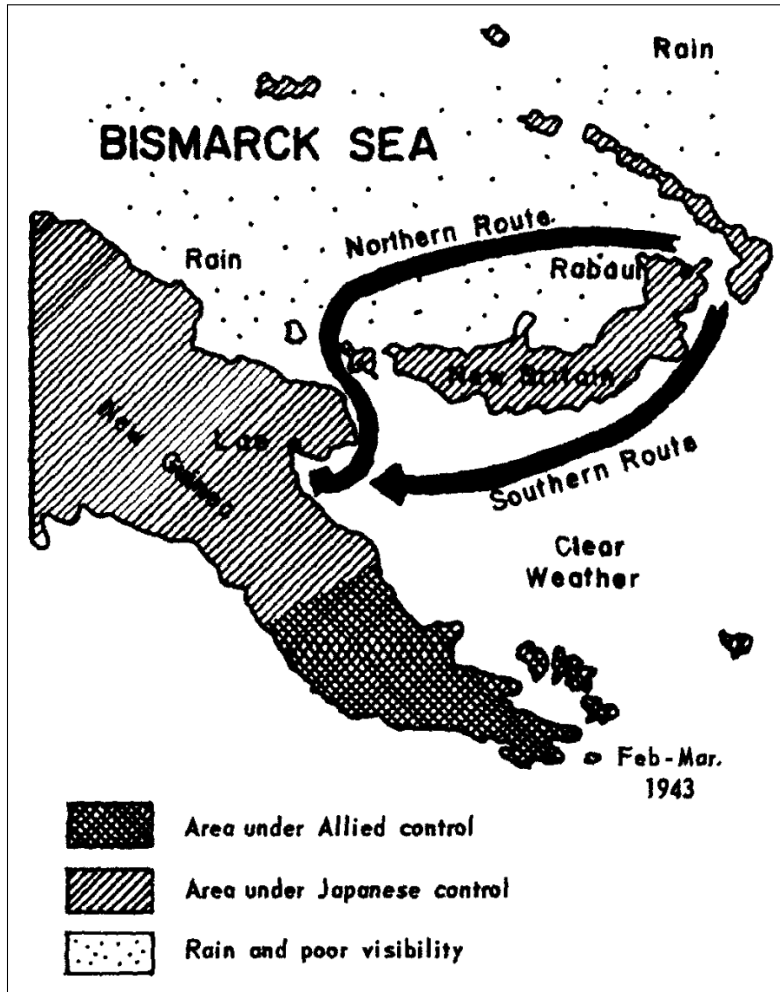 Rain
BISMARCK SEA
Northern Route
Rain
Rabaul
New Britain
New Guinea
Lae
Southern Route
Clear
Weather
Feb-Mar.
1943
Area under Allied control
Area under Japanese control
Rain and poor visibility